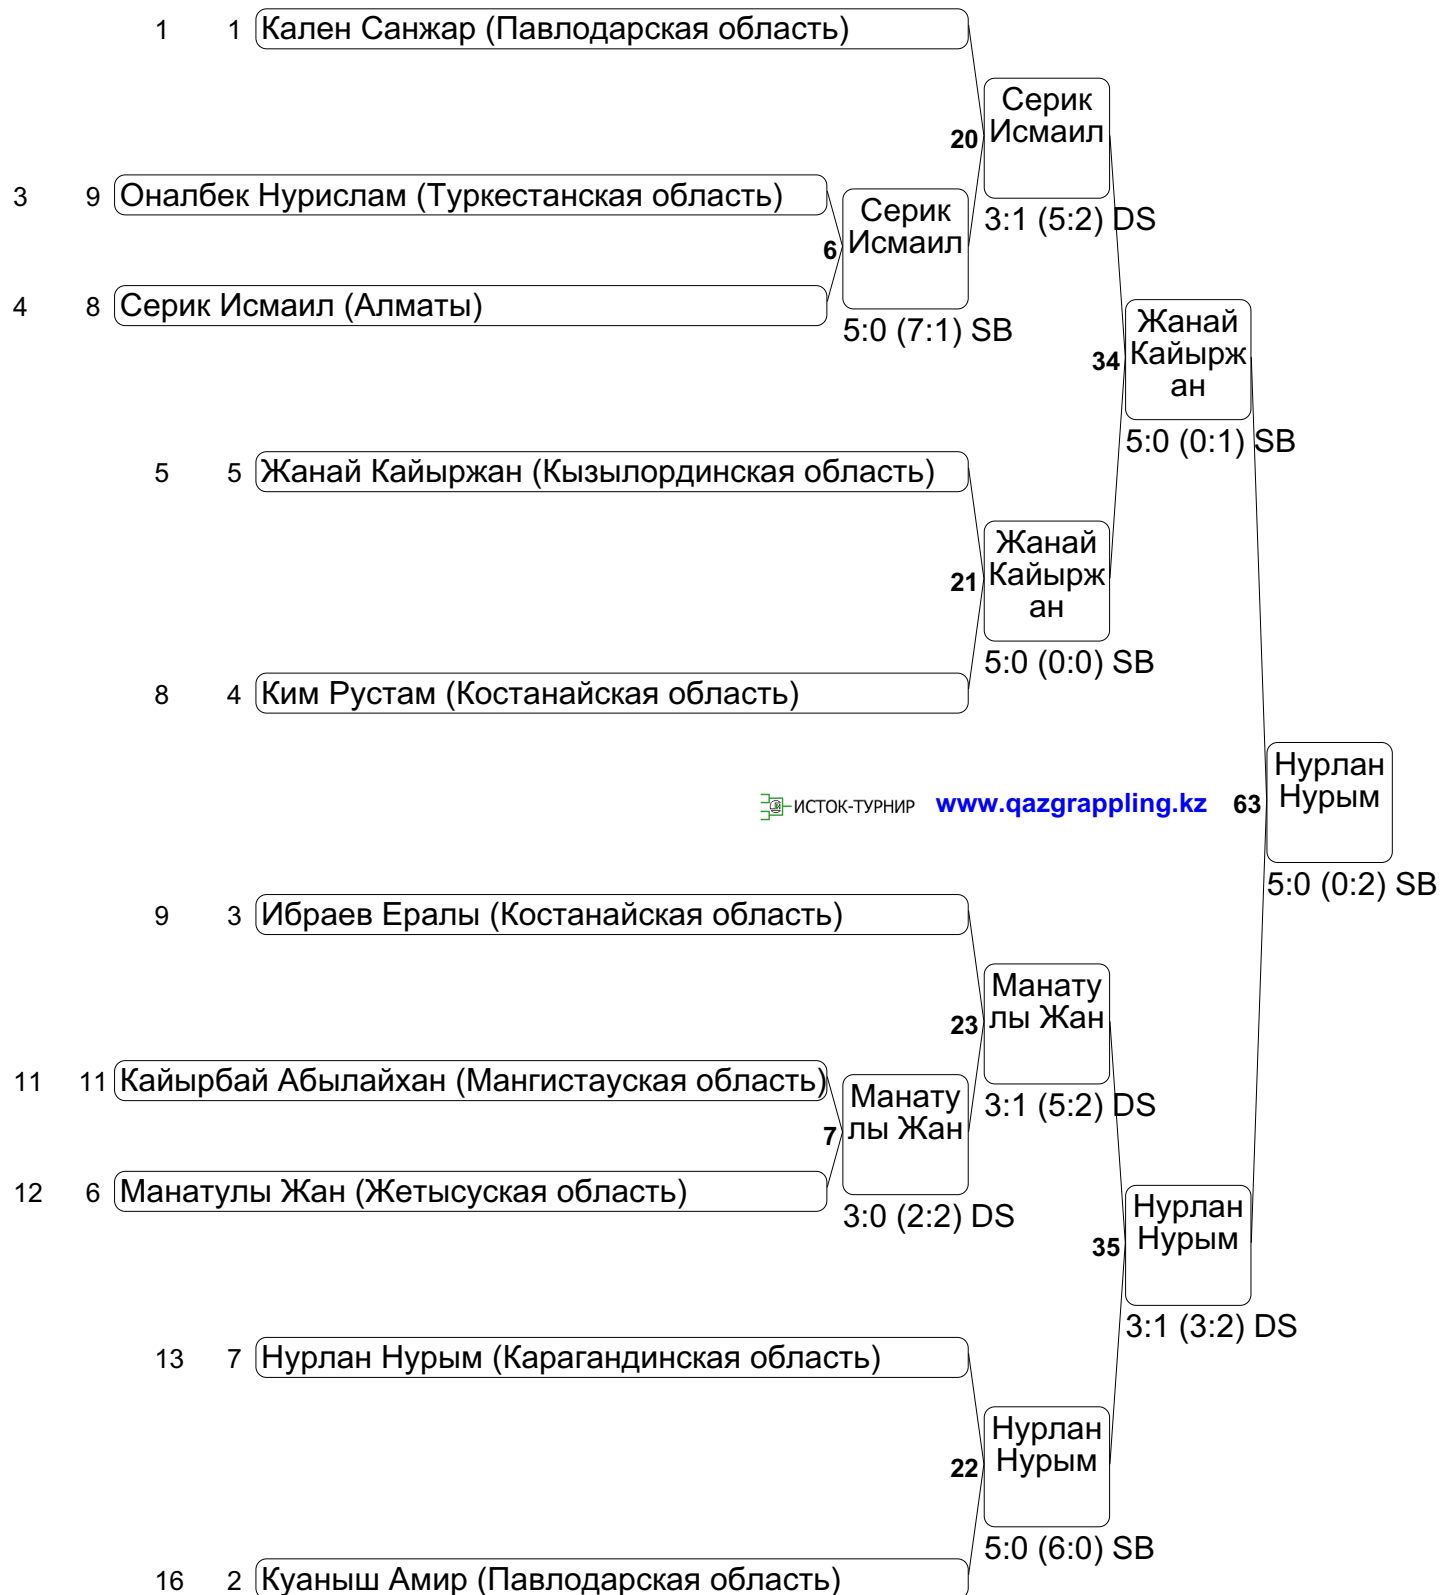 1 1 Кален Санжар (Павлодарская область)
Серик
20 Исмаил
3 9 Оналбек Нурислам (Туркестанская область)
Серик
3:1 (5:2) DS
6 Исмаил
4 8 Серик Исмаил (Алматы)
5:0 (7:1) SB
Жанай
34 Кайырж
ан
5:0 (0:1) SB
5 5 Жанай Кайыржан (Кызылординская область)
Жанай
21 Кайырж
ан
5:0 (0:0) SB
8 4 Ким Рустам (Костанайская область)
Нурлан
ИСТОК-ТУРНИР www.qazgrappling.kz 63 Нурым
5:0 (0:2) SB
9 3 Ибраев Ералы (Костанайская область)
Манату
23 лы Жан
11 11 Кайырбай Абылайхан (Мангистауская область)
Манату
3:1 (5:2) DS
7 лы Жан
12 6 Манатулы Жан (Жетысуская область)
3:0 (2:2) DS
Нурлан
35 Нурым
3:1 (3:2) DS
13 7 Нурлан Нурым (Карагандинская область)
Нурлан
22 Нурым
5:0 (6:0) SB
16 2 Куаныш Амир (Павлодарская область)